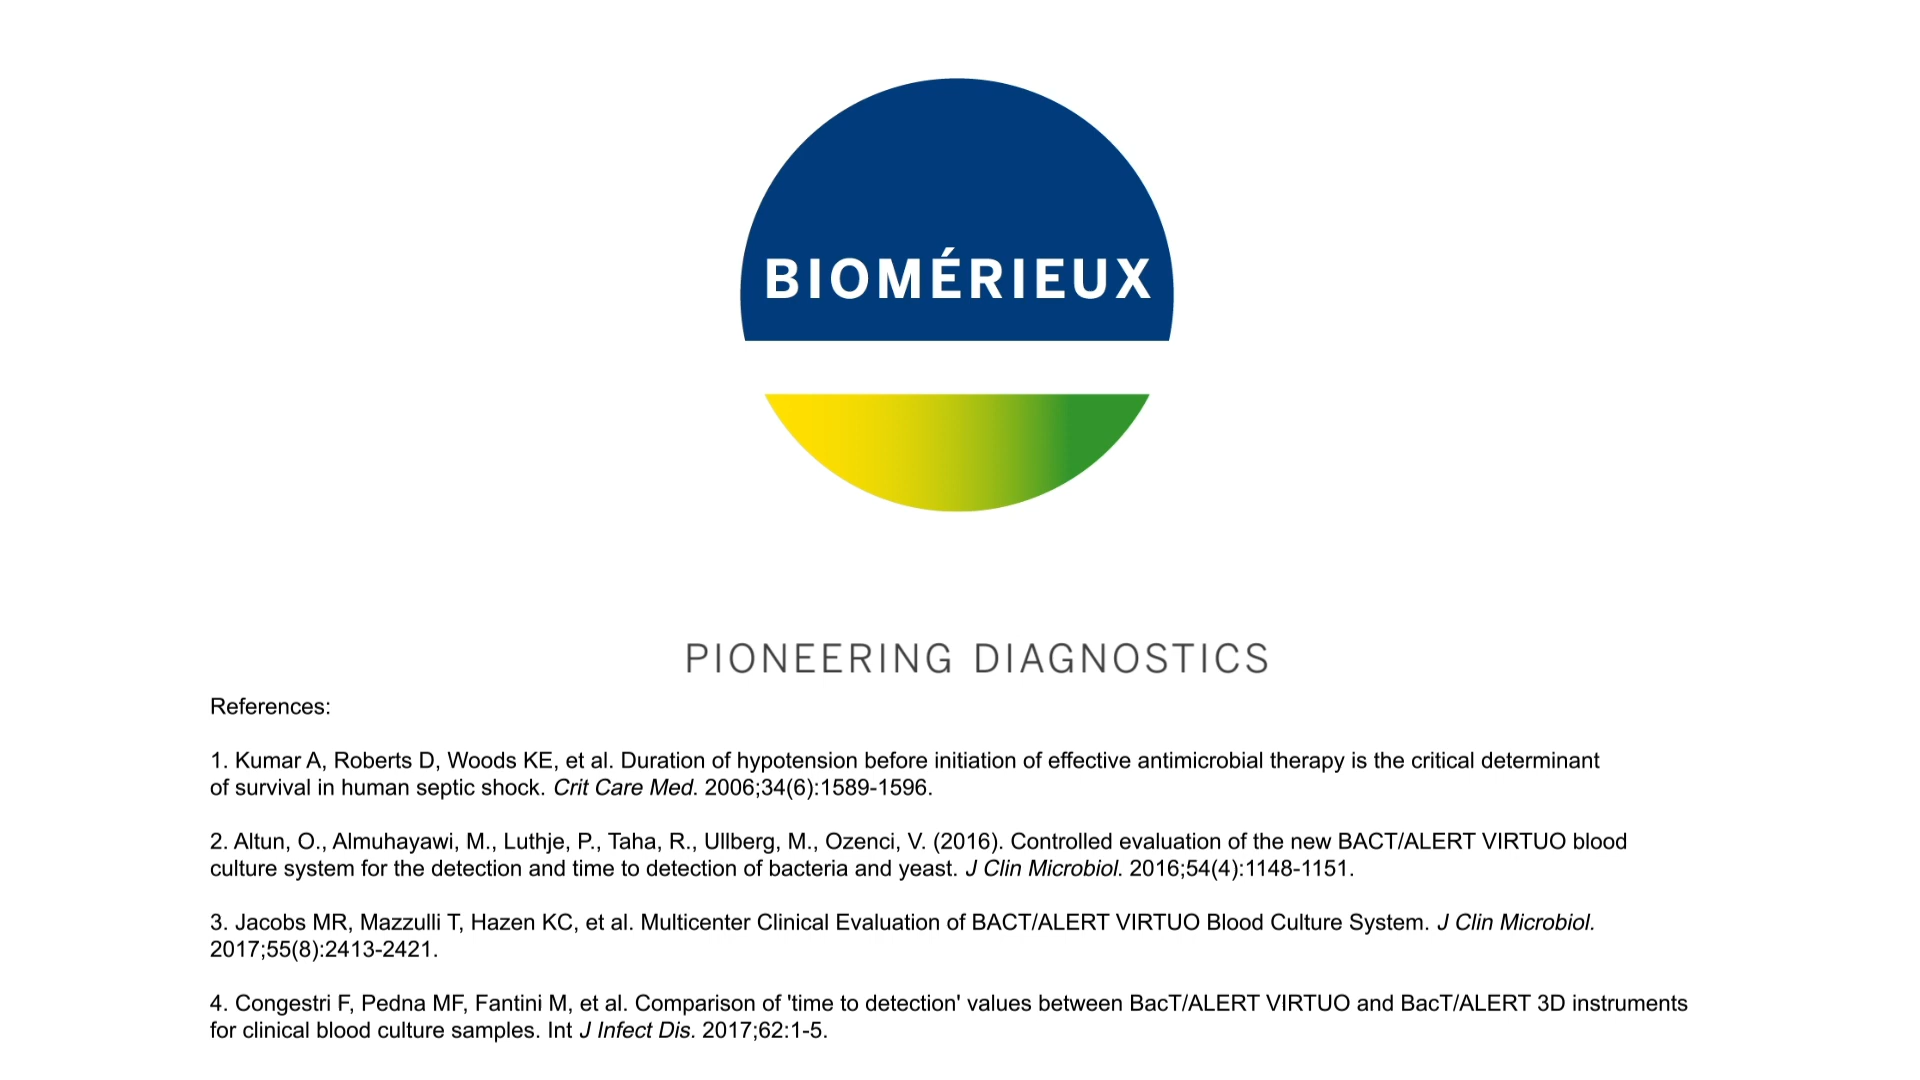 BIOMÉRIEUX
PIONEERING DIAGNOSTICS
References:
1. Kumar A, Roberts D, Woods KE, et al. Duration of hypotension before initiation of effective antimicrobial therapy is the critical determinant
of survival in human septic shock. Crit Care Med. 2006;34(6):1589-1596.
2. Altun, O., Almuhayawi, M., Luthje, P., Taha, R., Ullberg, M., Ozenci, V. (2016). Controlled evaluation of the new BACT/ALERT VIRTUO blood
culture system for the detection and time to detection of bacteria and yeast. J Clin Microbiol. 2016;54(4):1148-1151.
3. Jacobs MR, Mazzulli T, Hazen KC, et al. Multicenter Clinical Evaluation of BACT/ALERT VIRTUO Blood Culture System. J Clin Microbiol.
2017;55(8):2413-2421.
4. Congestri F, Pedna MF, Fantini M, et al. Comparison of 'time to detection' values between BacT/ALERT VIRTUO and BacT/ALERT 3D instruments
for clinical blood culture samples. Int J Infect Dis. 2017;62:1-5.